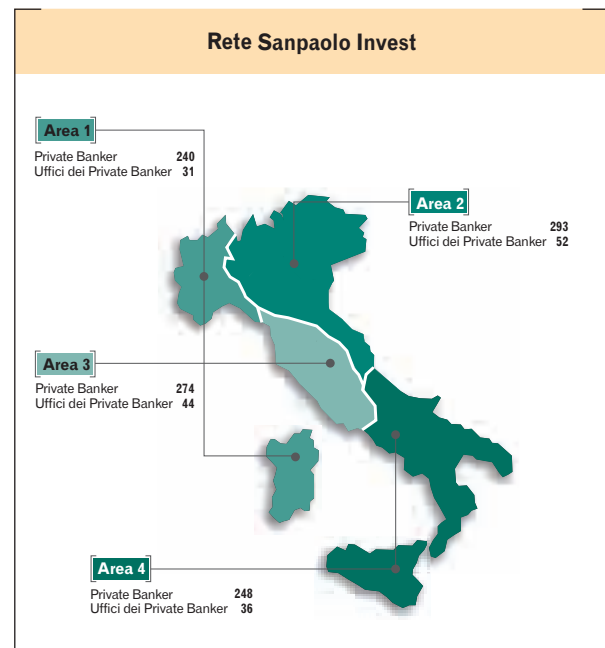 Rete Sanpaolo Invest
Area 1
Private Banker 240
Uffici dei Private Banker 31
Area 2
Private Banker 293
Uffici dei Private Banker 52
Area 3
Private Banker 274
Uffici dei Private Banker 44
Area 4
Private Banker 248
Uffici dei Private Banker 36